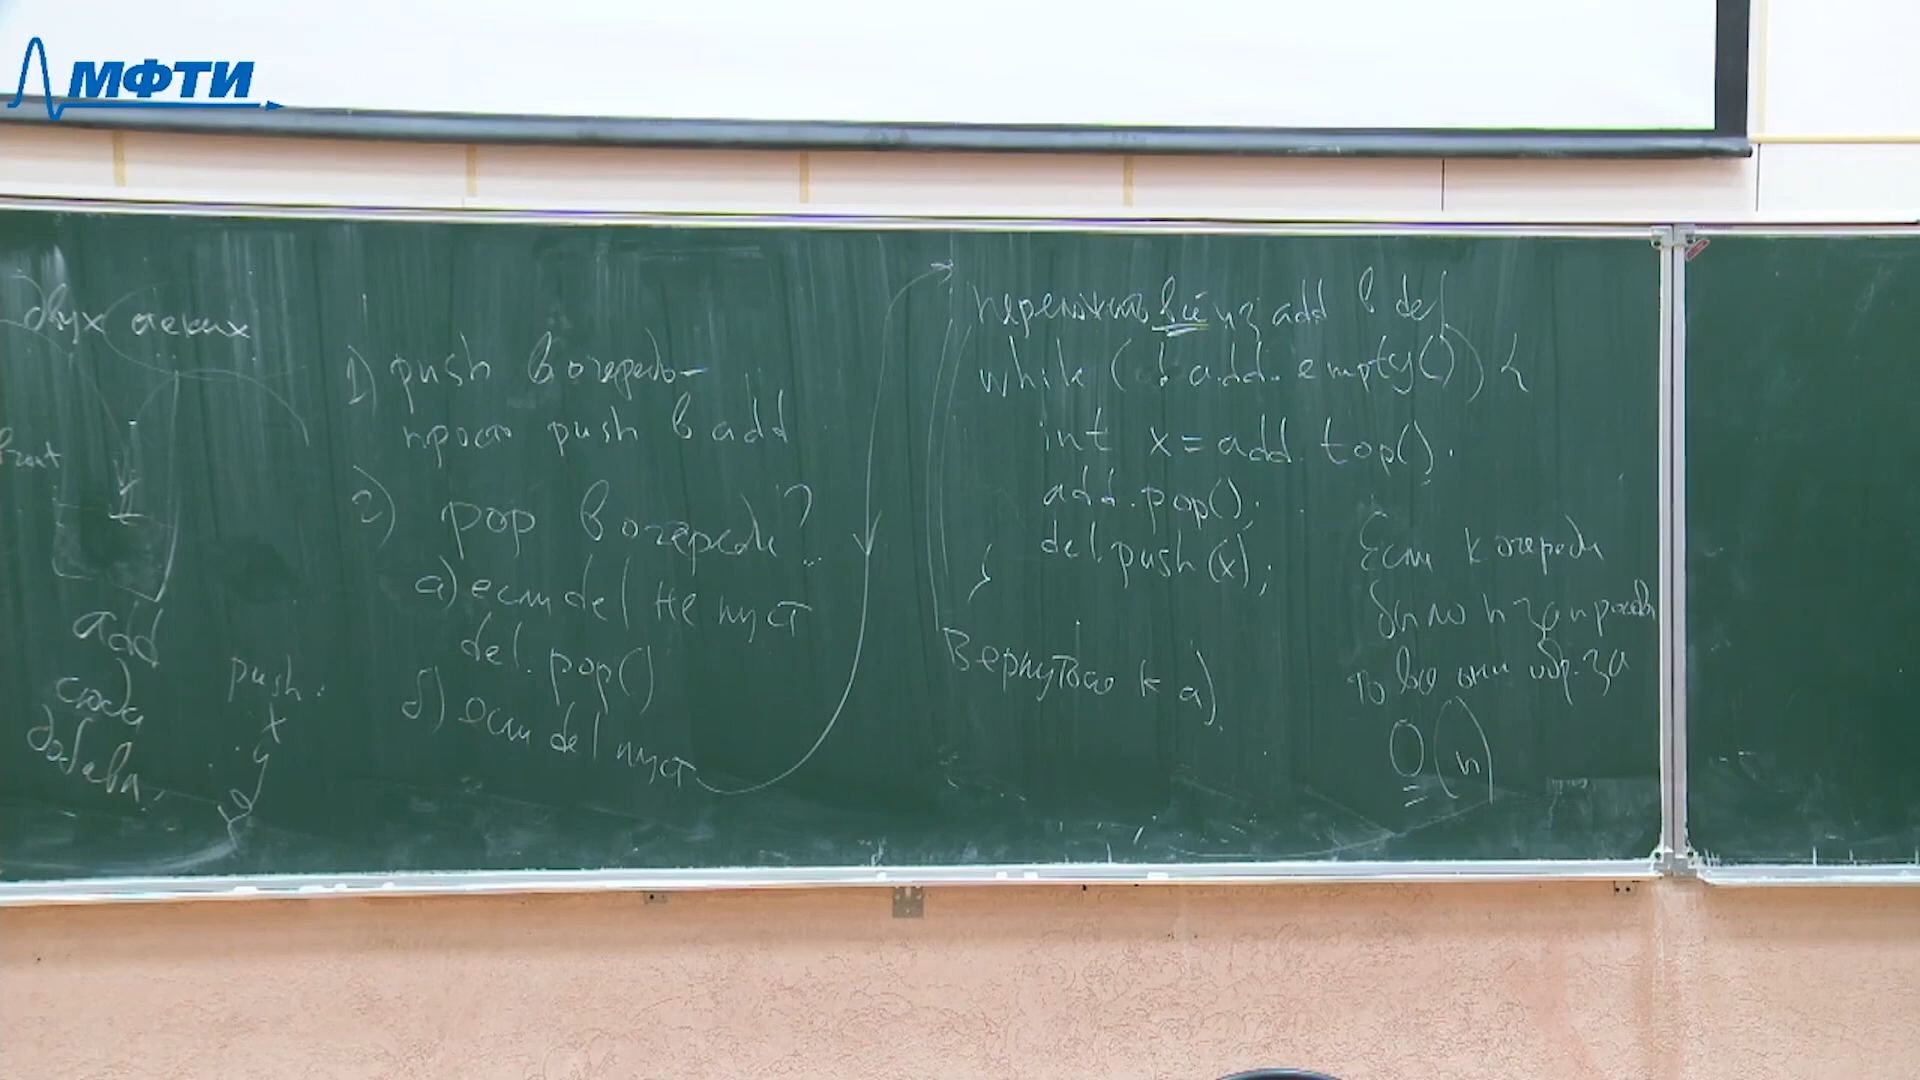 МФТИ
двух стеках
front
add
сюда
добавл.
push.
x
y
1) push в очередь -
просто push в add
2) pop в очереди?
а) если del не пуст
del.pop()
б) если del пуст
переложить всё из add в del
while (!add.empty()) {
int x = add.top().
add.pop();
del.push(x);
}
Вернуться к а).
Если к очереди
было n запросов
то все они обр. за
O(n)